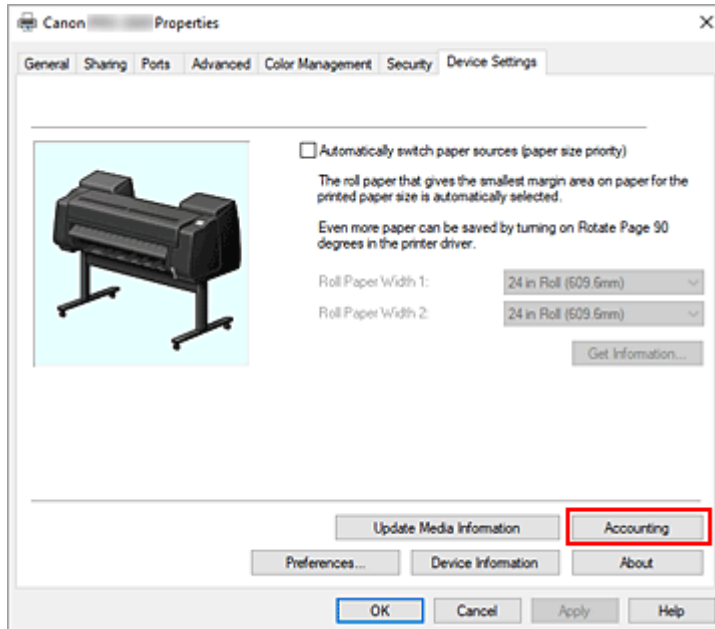 Canon Properties
General Sharing Ports Advanced Color Management Security Device Settings
Automatically switch paper sources (paper size priority)
The roll paper that gives the smallest margin area on paper for the
printed paper size is automatically selected.
Even more paper can be saved by turning on Rotate Page 90
degrees in the printer driver.
Roll Paper Width 1: 24 in Roll (609.6mm)
Roll Paper Width 2: 24 in Roll (609.6mm)
Get Information...
Update Media Information Accounting
Preferences... Device Information About
OK Cancel Apply Help